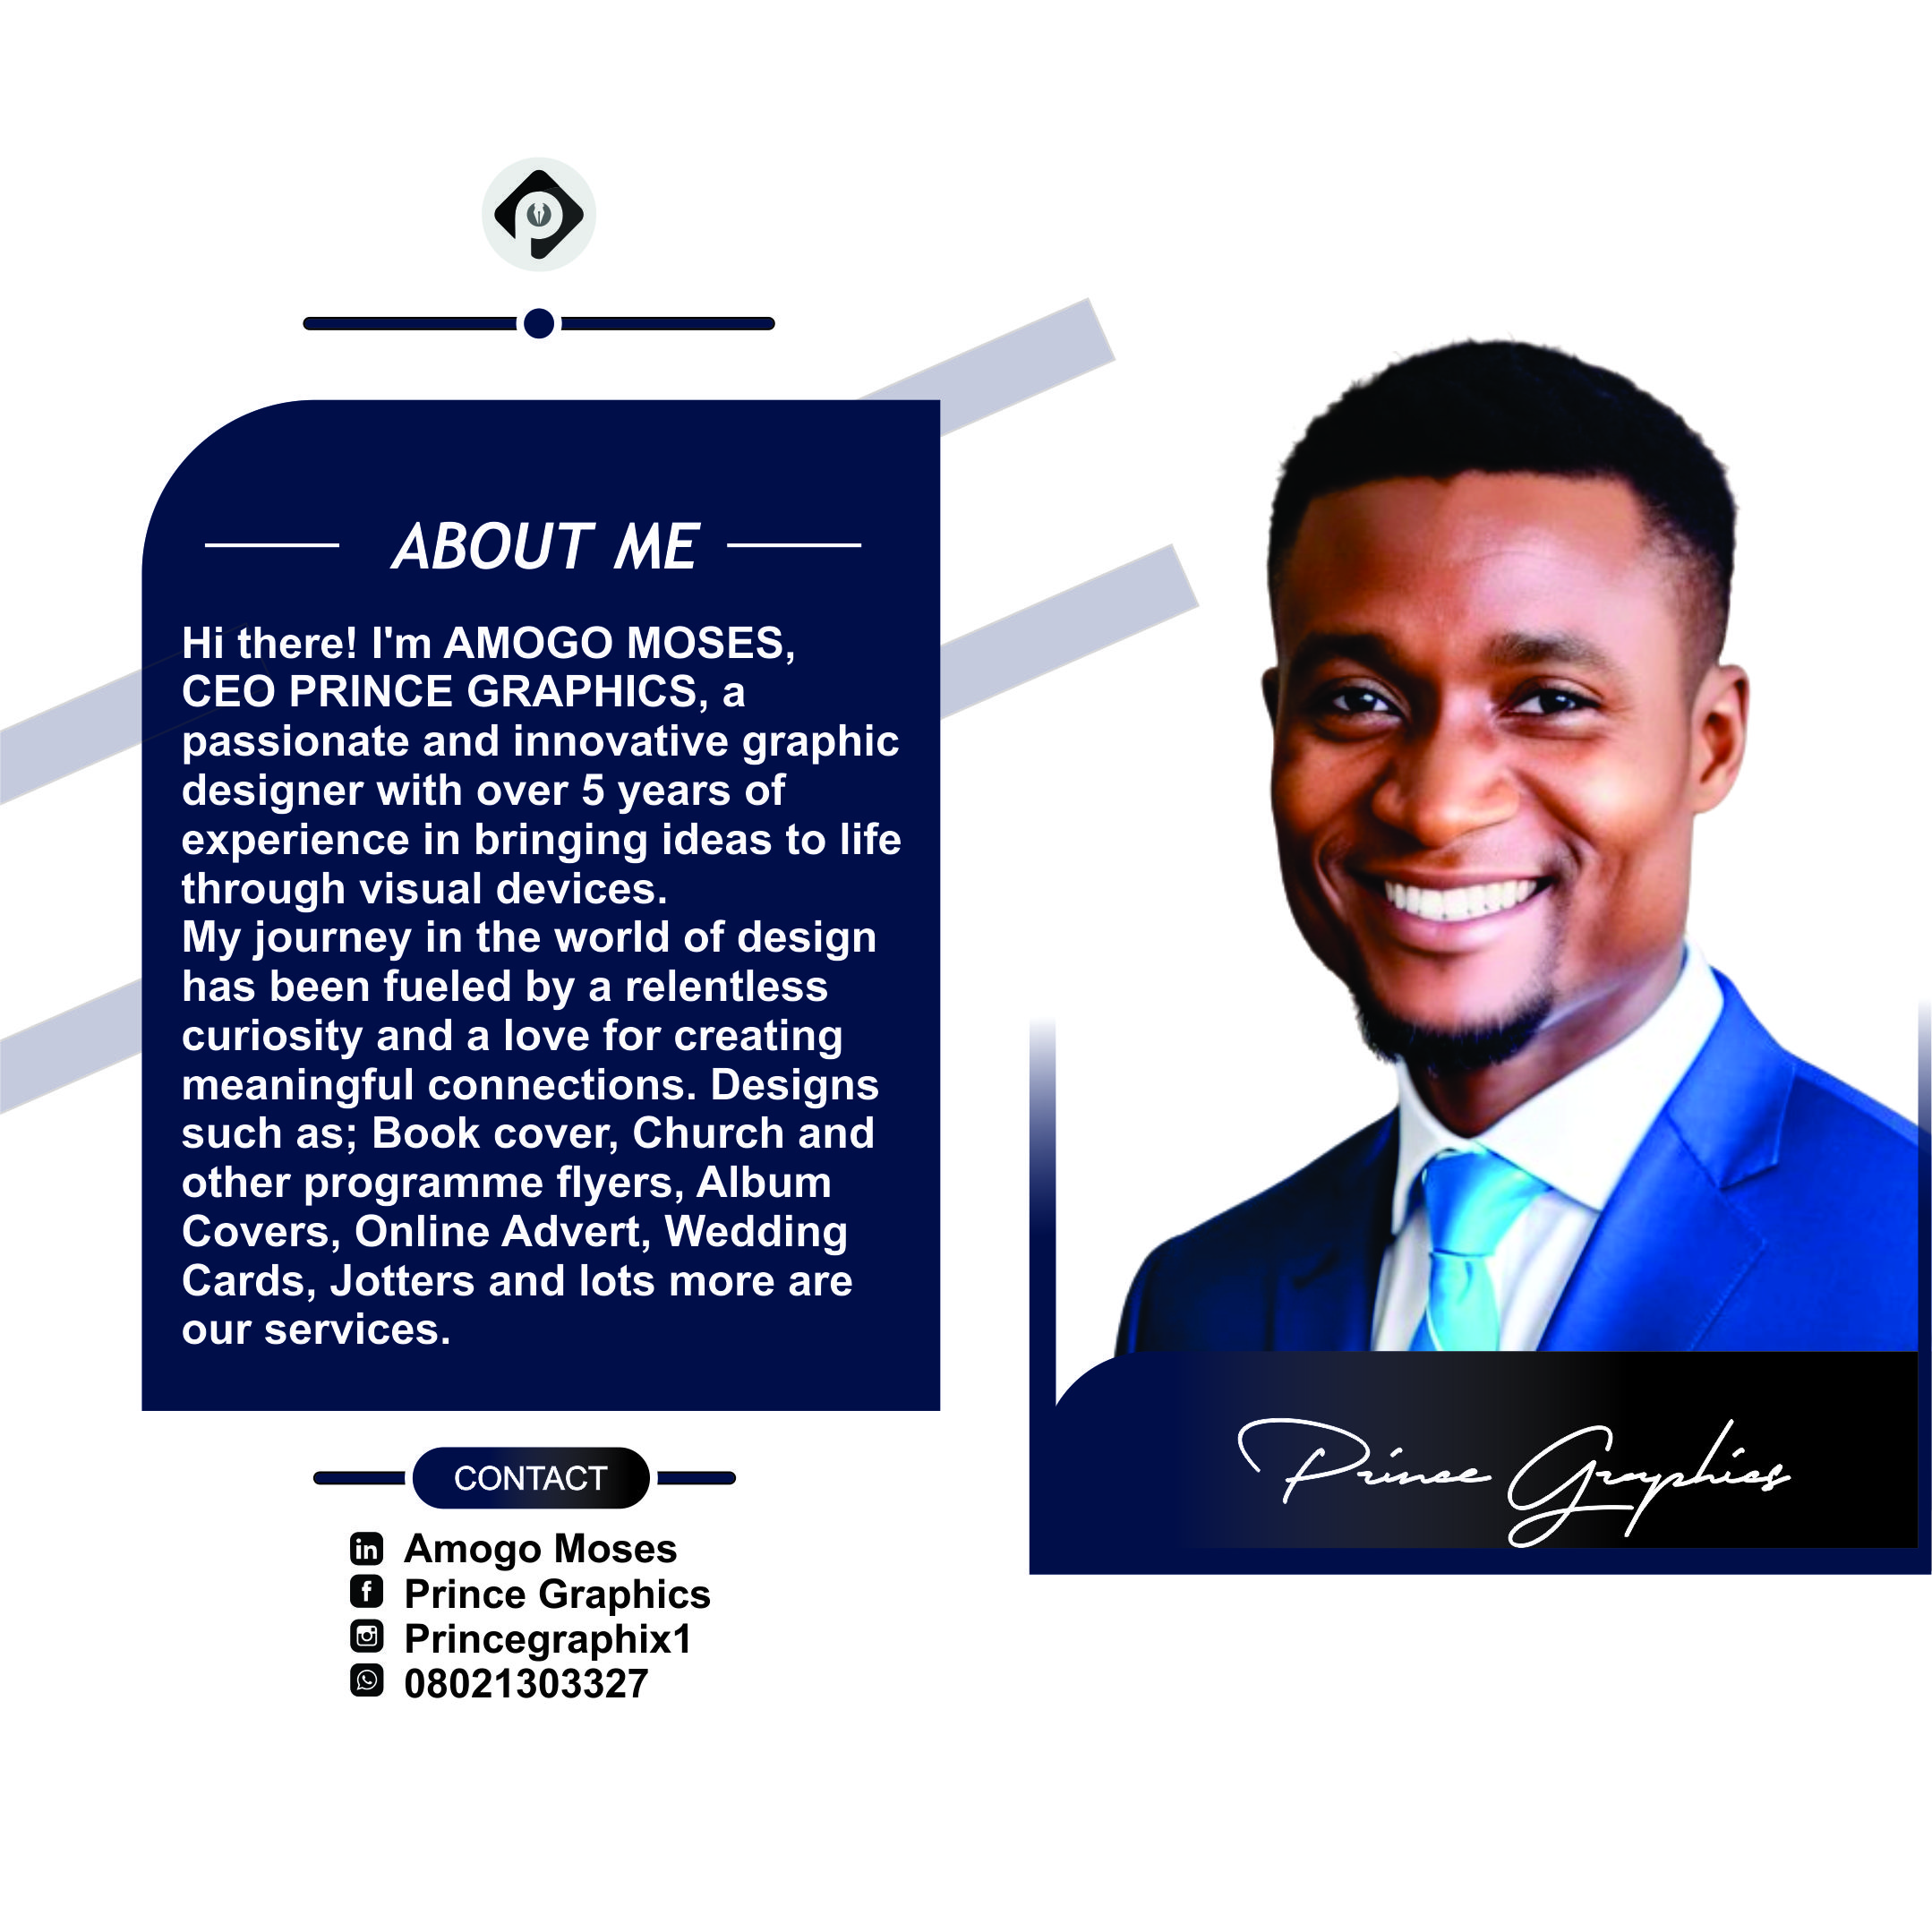 ABOUT ME
Hi there! I'm AMOGO MOSES,
CEO PRINCE GRAPHICS, a
passionate and innovative graphic
designer with over 5 years of
experience in bringing ideas to life
through visual devices.
My journey in the world of design
has been fueled by a relentless
curiosity and a love for creating
meaningful connections. Designs
such as; Book cover, Church and
other programme flyers, Album
Covers, Online Advert, Wedding
Cards, Jotters and lots more are
our services.
CONTACT
Amogo Moses
Prince Graphics
Princegraphix1
08021303327
Prince Graphics